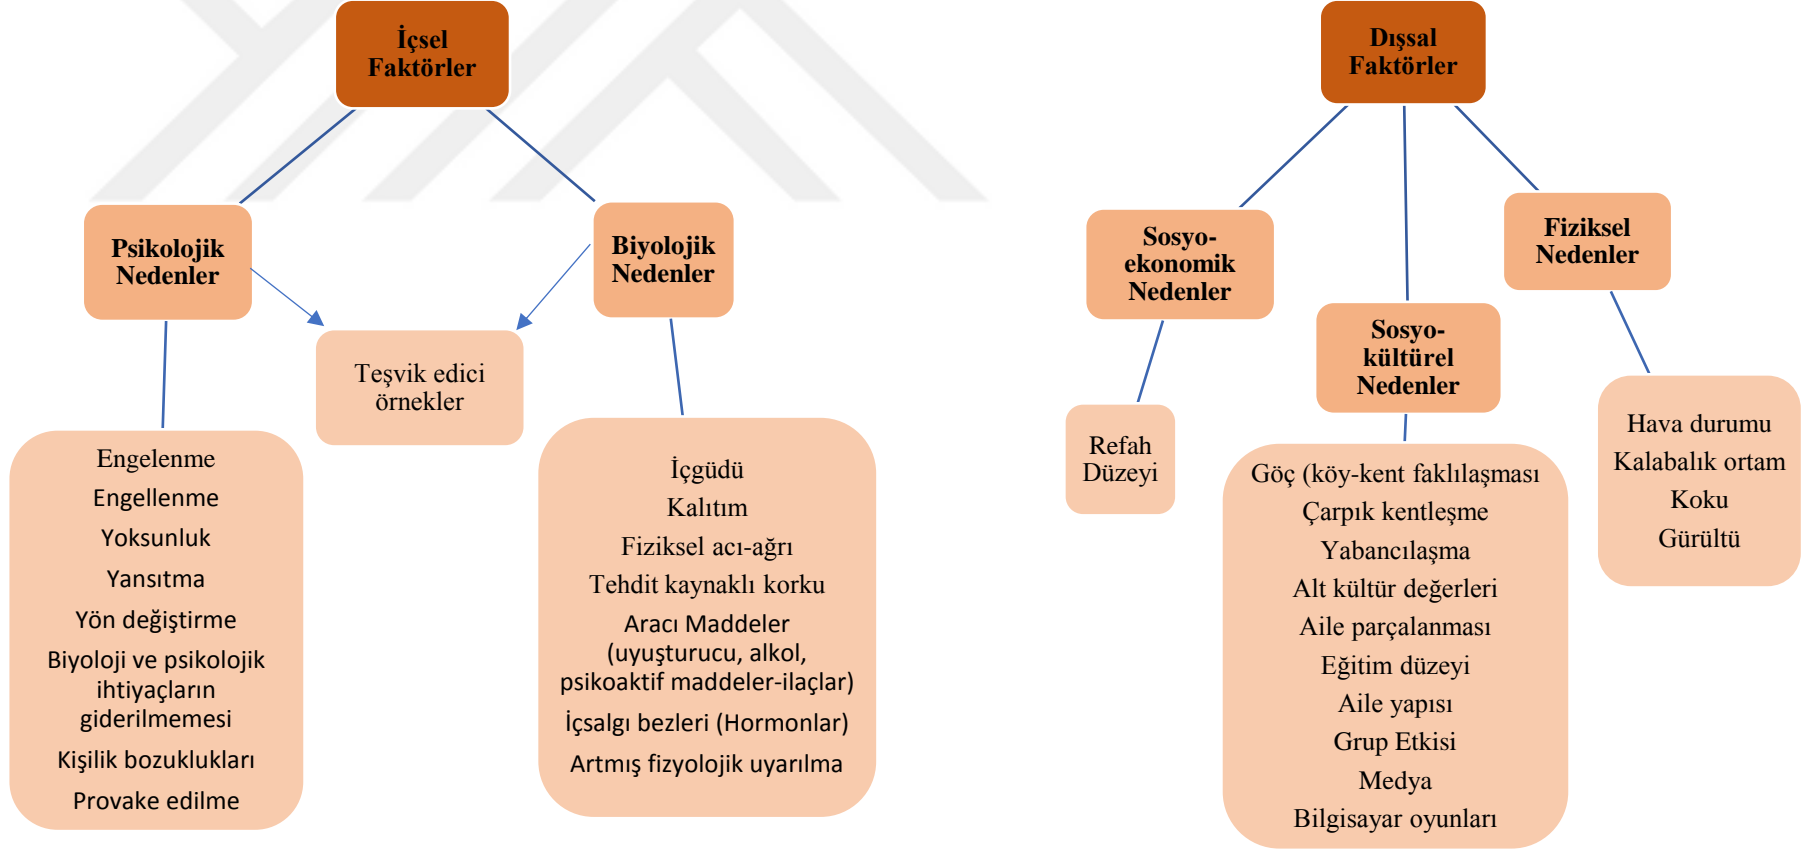 İçsel
Faktörler
Psikolojik
Nedenler
Biyolojik
Nedenler
Teşvik edici
örnekler
Engelenme
Engellenme
Yoksunluk
Yansıtma
Yön değiştirme
Biyoloji ve psikolojik
ihtiyaçların
giderilmemesi
Kişilik bozuklukları
Provake edilme
İçgüdü
Kalıtım
Fiziksel acı-ağrı
Tehdit kaynaklı korku
Aracı Maddeler
(uyuşturucu, alkol,
psikoaktif maddeler-ilaçlar)
İçsalgı bezleri (Hormonlar)
Artmış fizyolojik uyarılma
Dışsal
Faktörler
Sosyo-
ekonomik
Nedenler
Sosyo-
kültürel
Nedenler
Fiziksel
Nedenler
Refah
Düzeyi
Göç (köy-kent faklılaşması
Çarpık kentleşme
Yabancılaşma
Alt kültür değerleri
Aile parçalanması
Eğitim düzeyi
Aile yapısı
Grup Etkisi
Medya
Bilgisayar oyunları
Hava durumu
Kalabalık ortam
Koku
Gürültü